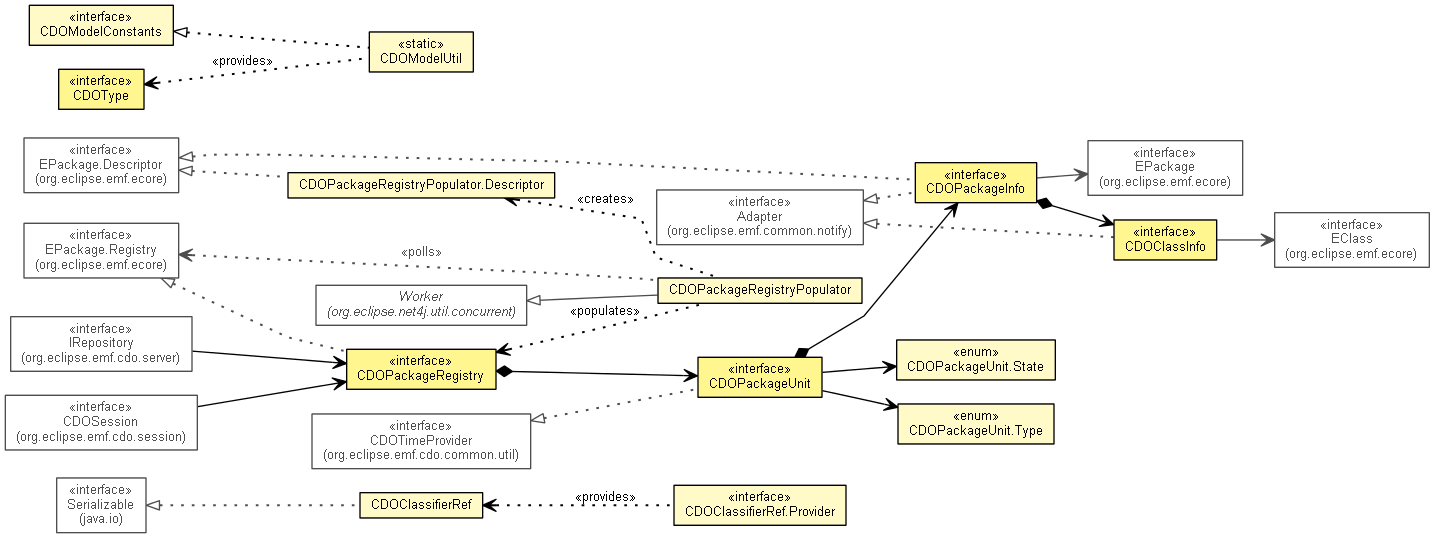 «interface»
CDOModelConstants
«static»
CDOModelUtil
«provides»
«interface»
CDOType
«interface»
EPackage.Descriptor
(org.eclipse.emf.ecore)
CDOPackageRegistryPopulator.Descriptor
«creates»
«interface»
Adapter
(org.eclipse.emf.common.notify)
«interface»
CDOPackageInfo
«interface»
EPackage
(org.eclipse.emf.ecore)
«interface»
CDOClassInfo
«interface»
EClass
(org.eclipse.emf.ecore)
«interface»
EPackage.Registry
(org.eclipse.emf.ecore)
«polls»
CDOPackageRegistryPopulator
Worker
(org.eclipse.net4j.util.concurrent)
«populates»
«interface»
IRepository
(org.eclipse.emf.cdo.server)
«interface»
CDOPackageRegistry
«interface»
CDOPackageUnit
«enum»
CDOPackageUnit.State
«enum»
CDOPackageUnit.Type
«interface»
CDOSession
(org.eclipse.emf.cdo.session)
«interface»
CDOTimeProvider
(org.eclipse.emf.cdo.common.util)
«interface»
Serializable
(java.io)
CDOClassifierRef
«provides»
«interface»
CDOClassifierRef.Provider